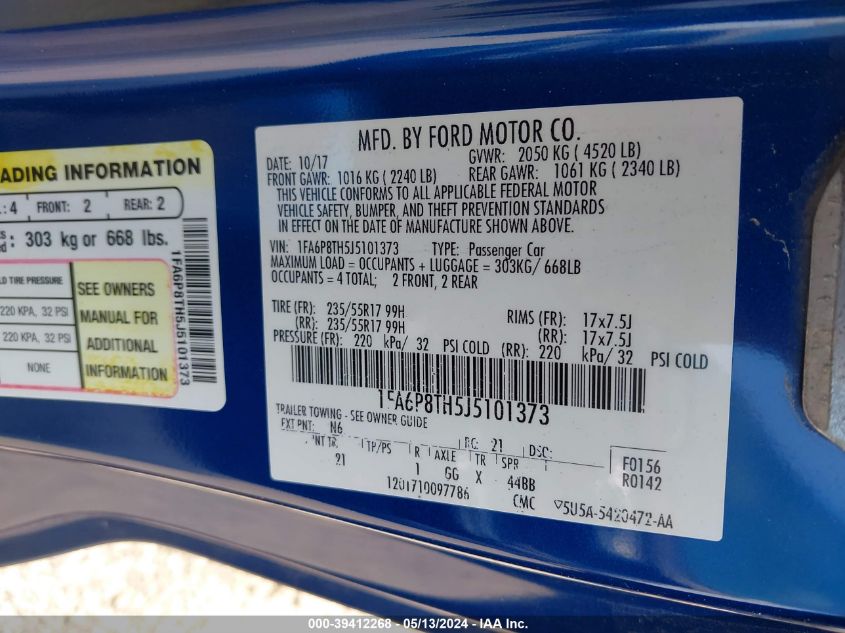 ADING INFORMATION
: 4 FRONT: 2 REAR: 2
: 303 kg or 668 lbs.
D TIRE PRESSURE
220 KPA, 32 PSI
220 KPA, 32 PSI
NONE
SEE OWNERS
MANUAL FOR
ADDITIONAL
INFORMATION
1FA6P8TH5J5101373
MFD. BY FORD MOTOR CO.
DATE: 10/17 GVWR: 2050 KG ( 4520 LB)
FRONT GAWR: 1016 KG ( 2240 LB) REAR GAWR: 1061 KG ( 2340 LB)
THIS VEHICLE CONFORMS TO ALL APPLICABLE FEDERAL MOTOR
VEHICLE SAFETY, BUMPER, AND THEFT PREVENTION STANDARDS
IN EFFECT ON THE DATE OF MANUFACTURE SHOWN ABOVE.
VIN: 1FA6P8TH5J5101373 TYPE: Passenger Car
MAXIMUM LOAD = OCCUPANTS + LUGGAGE = 303KG/ 668LB
OCCUPANTS = 4 TOTAL; 2 FRONT, 2 REAR
TIRE (FR): 235/55R17 99H RIMS (FR): 17x7.5J
(RR): 235/55R17 99H (RR): 17x7.5J
PRESSURE (FR): 220 kPa/ 32 PSI COLD (RR): 220 kPa/ 32 PSI COLD
1FA6P8TH5J5101373
TRAILER TOWING - SEE OWNER GUIDE
EXT PNT: N6 RC: 21 DSO:
INT TR TP/PS R AXLE TR SPR F0156
21 1 GG X 44BB R0142
1201710097786 CMC 5U5A-5420472-AA
000-39412268 - 05/13/2024 - IAA Inc.